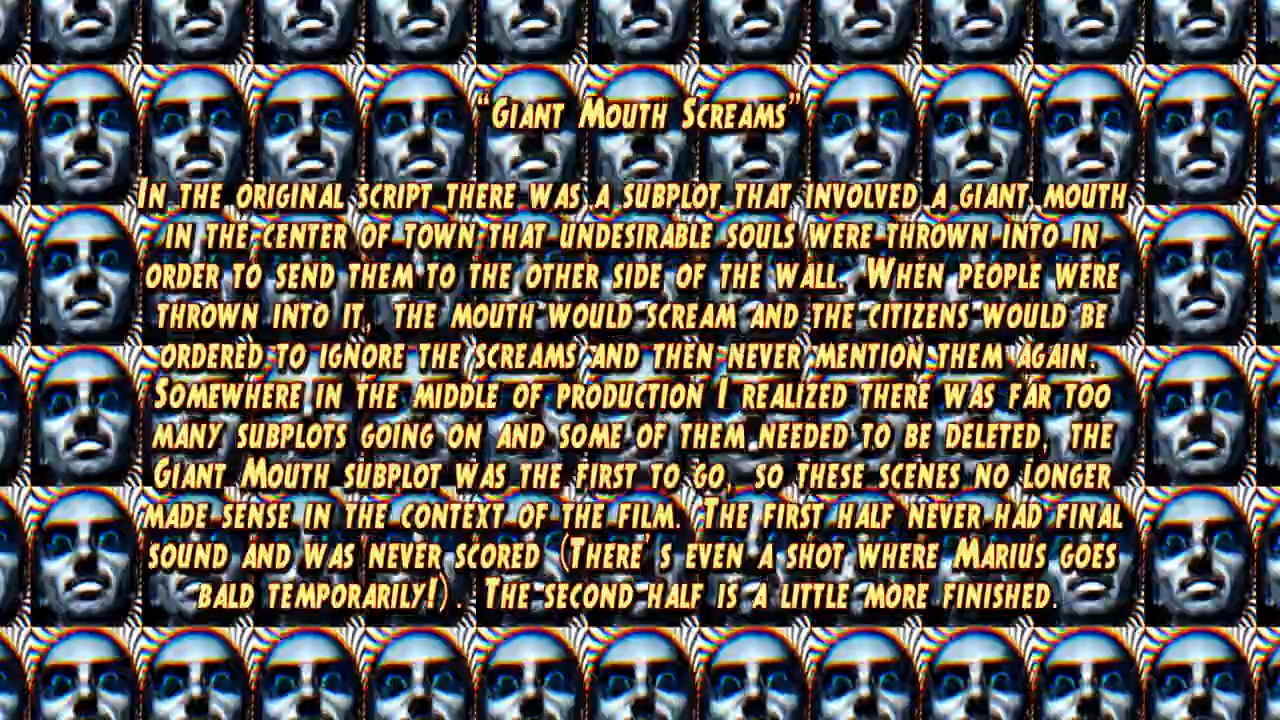 “Giant Mouth Screams”
In the original script there was a subplot that involved a giant mouth
in the center of town that undesirable souls were thrown into in
order to send them to the other side of the wall. When people were
thrown into it, the mouth would scream and the citizens would be
ordered to ignore the screams and then never mention them again.
Somewhere in the middle of production I realized there was far too
many subplots going on and some of them needed to be deleted, the
Giant Mouth subplot was the first to go, so these scenes no longer
made sense in the context of the film. The first half never had final
sound and was never scored (There's even a shot where Marius goes
bald temporarily!). The second half is a little more finished.